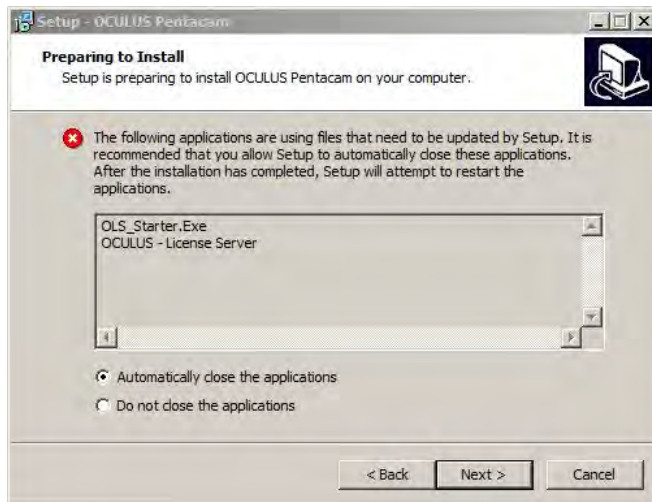 Setup - OCULUS Pentacam
Preparing to Install
Setup is preparing to install OCULUS Pentacam on your computer.
The following applications are using files that need to be updated by Setup. It is
recommended that you allow Setup to automatically close these applications.
After the installation has completed, Setup will attempt to restart the
applications.
OLS_Starter.Exe
OCULUS - License Server
Automatically close the applications
Do not close the applications
< Back
Next >
Cancel